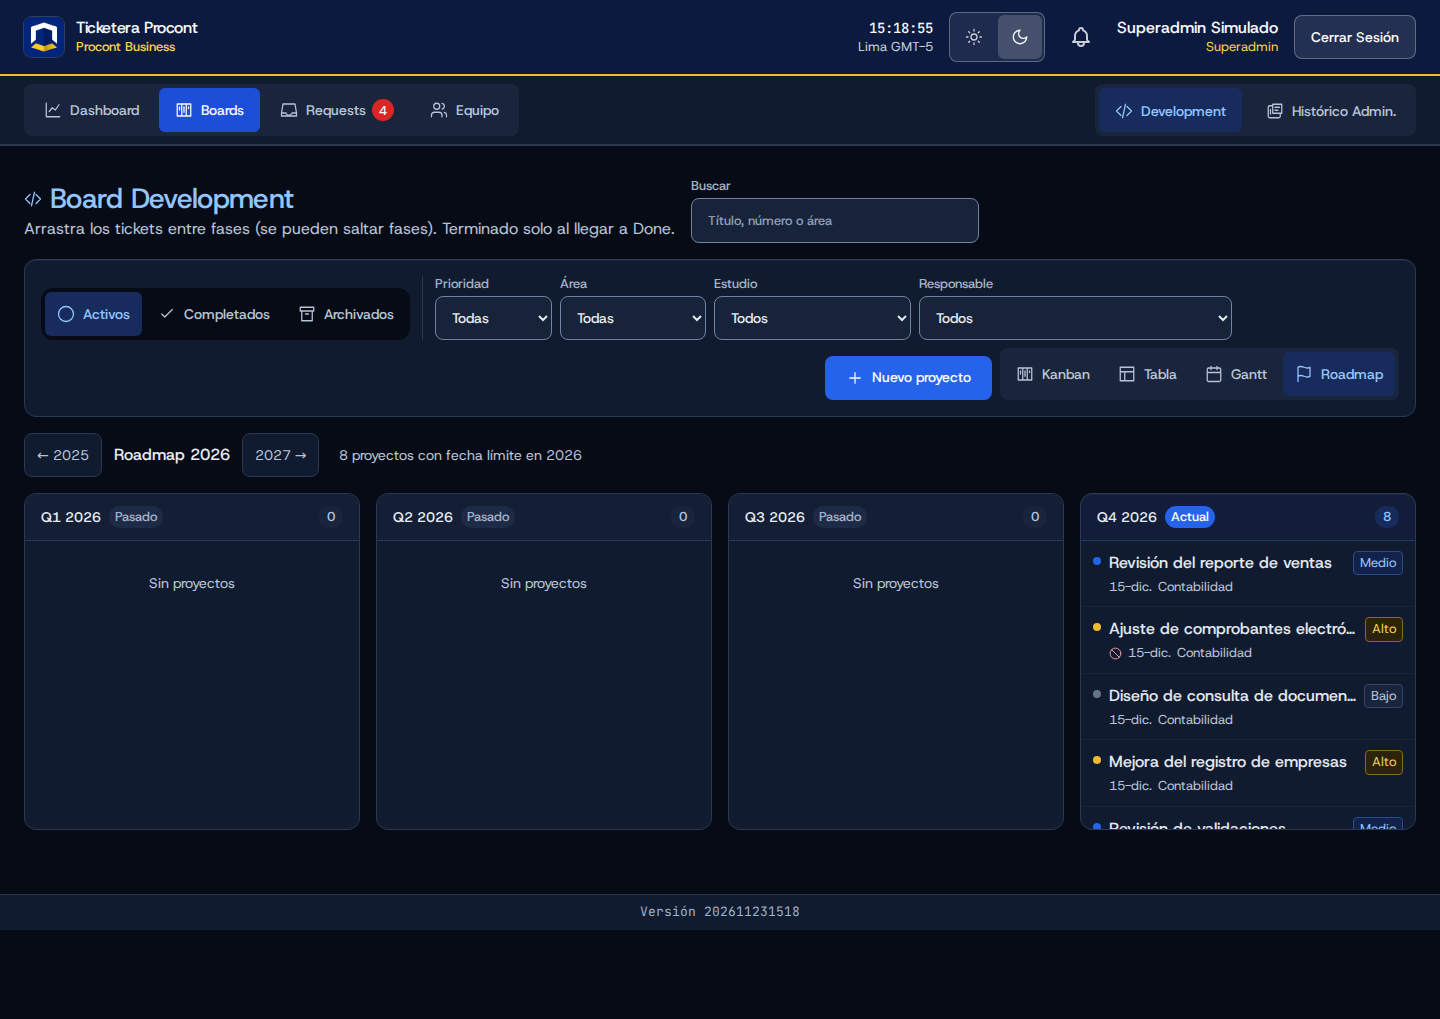 Ticketera Procont
Procont Business
15:18:55
Lima GMT-5
Superadmin Simulado
Superadmin
Cerrar Sesión
Dashboard
Boards
Requests 4
Equipo
Development
Histórico Admin.
Board Development
Arrastra los tickets entre fases (se pueden saltar fases). Terminado solo al llegar a Done.
Buscar
Título, número o área
Activos
Completados
Archivados
Prioridad
Todas
Área
Todas
Estudio
Todos
Responsable
Todos
+ Nuevo proyecto
Kanban
Tabla
Gantt
Roadmap
← 2025
Roadmap 2026
2027 →
8 proyectos con fecha límite en 2026
Q1 2026 Pasado 0
Sin proyectos
Q2 2026 Pasado 0
Sin proyectos
Q3 2026 Pasado 0
Sin proyectos
Q4 2026 Actual 8
Revisión del reporte de ventas Medio
15-dic. Contabilidad
Ajuste de comprobantes electró... Alto
15-dic. Contabilidad
Diseño de consulta de documen... Bajo
15-dic. Contabilidad
Mejora del registro de empresas Alto
15-dic. Contabilidad
Revisión de validaciones Medio
Versión 202611231518